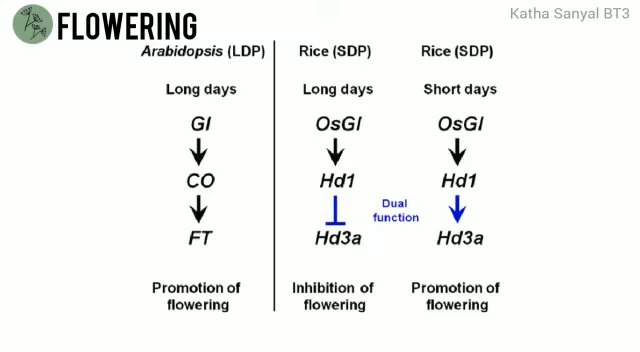 FLOWERING
Katha Sanyal BT3
Arabidopsis (LDP)
Rice (SDP)
Rice (SDP)
Long days
Long days
Short days
GI
OsGI
OsGI
CO
Hd1
Hd1
Dual
function
FT
Hd3a
Hd3a
Promotion of
flowering
Inhibition of
flowering
Promotion of
flowering